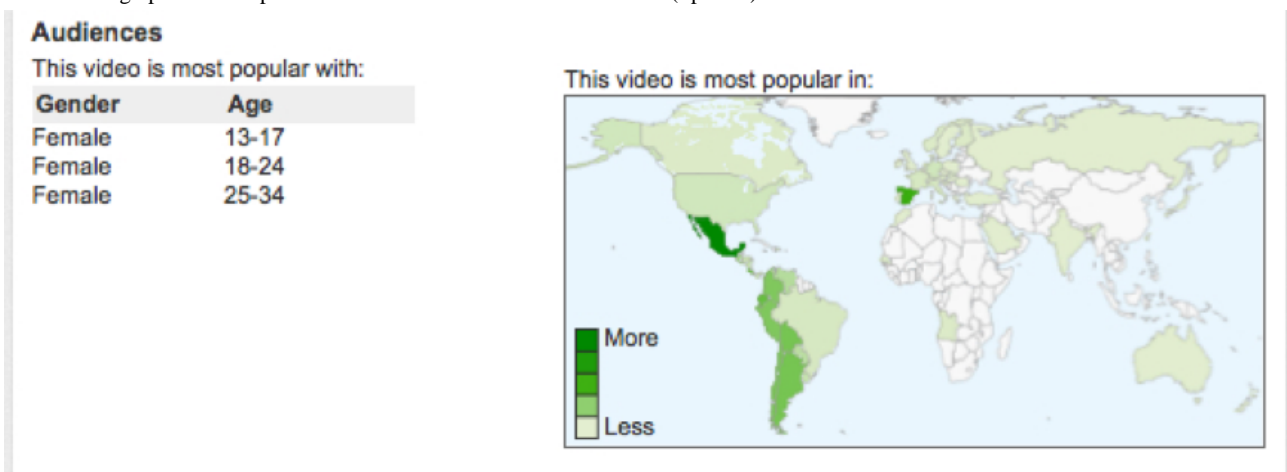 Audiences
This video is most popular with:
Gender Age
Female 13-17
Female 18-24
Female 25-34
This video is most popular in:
More
Less